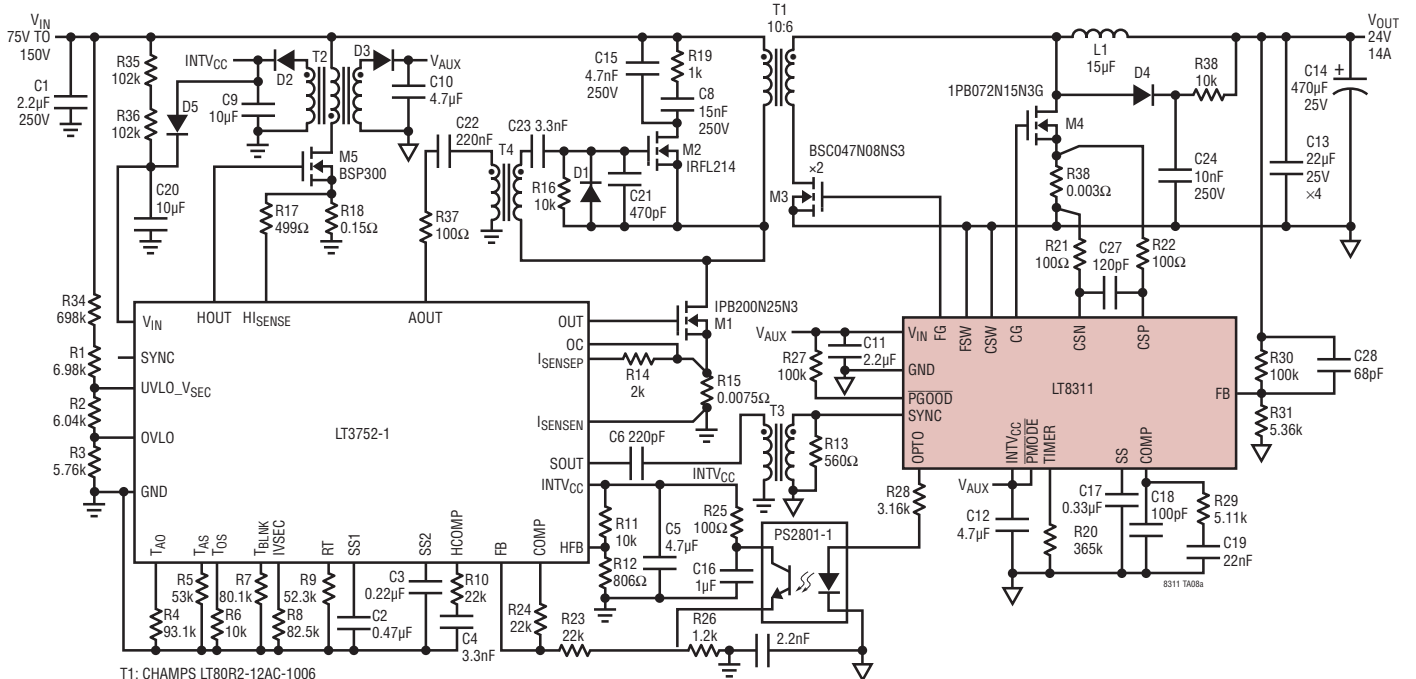 VIN
75V TO
150V
C1
2.2µF
250V
R35
102k
R36
102k
C20
10µF
D5
INTVCC
D2
C9
10µF
T2
D3
VAUX
C10
4.7µF
M5
BSP300
R17
499Ω
R18
0.15Ω
C22
220nF
R37
100Ω
T4
C23 3.3nF
R16
10k
D1
C21
470pF
C15
4.7nF
250V
R19
1k
C8
15nF
250V
M2
IRFL214
T1
10:6
BSC047N08NS3
×2
M3
L1
15µF
1PB072N15N3G
M4
D4
R38
10k
R38
0.003Ω
C24
10nF
250V
R21
100Ω
C27
120pF
R22
100Ω
VOUT
24V
14A
C14
470µF
25V
+
C13
22µF
25V
×4
R34
698k
R1
6.98k
R2
6.04k
R3
5.76k
VIN
SYNC
UVLO_VSEC
OVLO
GND
HOUT
HISENSE
AOUT
LT3752-1
OUT
OC
ISENSEP
ISENSEN
SOUT
INTVCC
HFB
TAO
TAS
TOS
TBLNK
IVSEC
RT
SS1
SS2
HCOMP
FB
COMP
IPB200N25N3
M1
R14
2k
R15
0.0075Ω
C6 220pF
T3
R13
560Ω
INTVCC
R11
10k
R12
806Ω
C5
4.7µF
R25
100Ω
C16
1µF
PS2801-1
R4
93.1k
R5
53k
R6
10k
R7
80.1k
R8
82.5k
R9
52.3k
C2
0.47µF
C3
0.22µF
R10
22k
C4
3.3nF
R24
22k
R23
22k
R26
1.2k
2.2nF
VAUX
R27
100k
C11
2.2µF
VIN
GND
PGOOD
SYNC
FG
FSW
CSW
CG
CSN
CSP
LT8311
FB
OPTO
INTVCC
PMODE
TIMER
SS
COMP
R28
3.16k
VAUX
C12
4.7µF
R20
365k
C17
0.33µF
C18
100pF
R29
5.11k
C19
22nF
R30
100k
C28
68pF
R31
5.36k
8311 TA08a
T1: CHAMPS LT80R2-12AC-1006